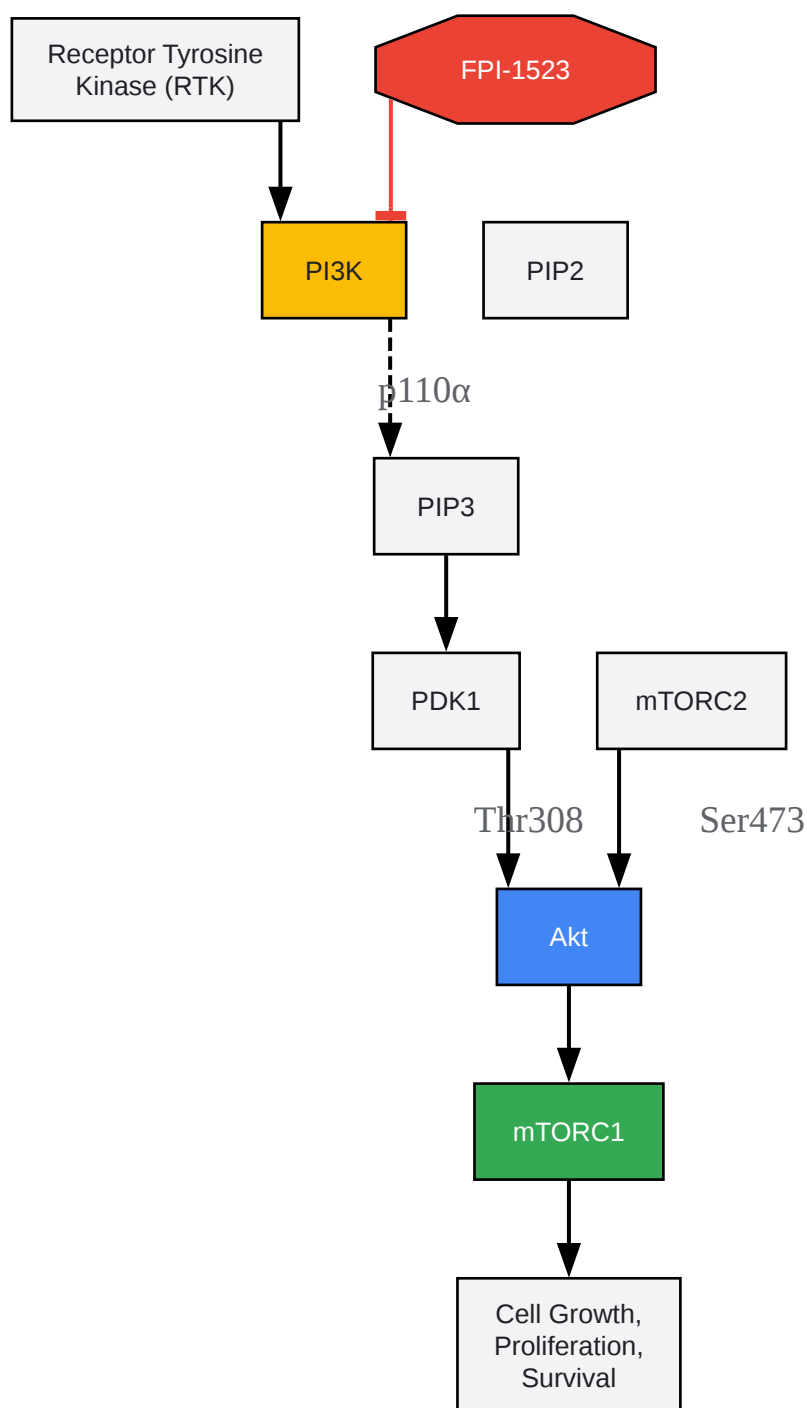 Receptor Tyrosine
Kinase (RTK)
FPI-1523
PI3K
PIP2
p110α
PIP3
PDK1
mTORC2
Thr308
Ser473
Akt
mTORC1
Cell Growth,
Proliferation,
Survival